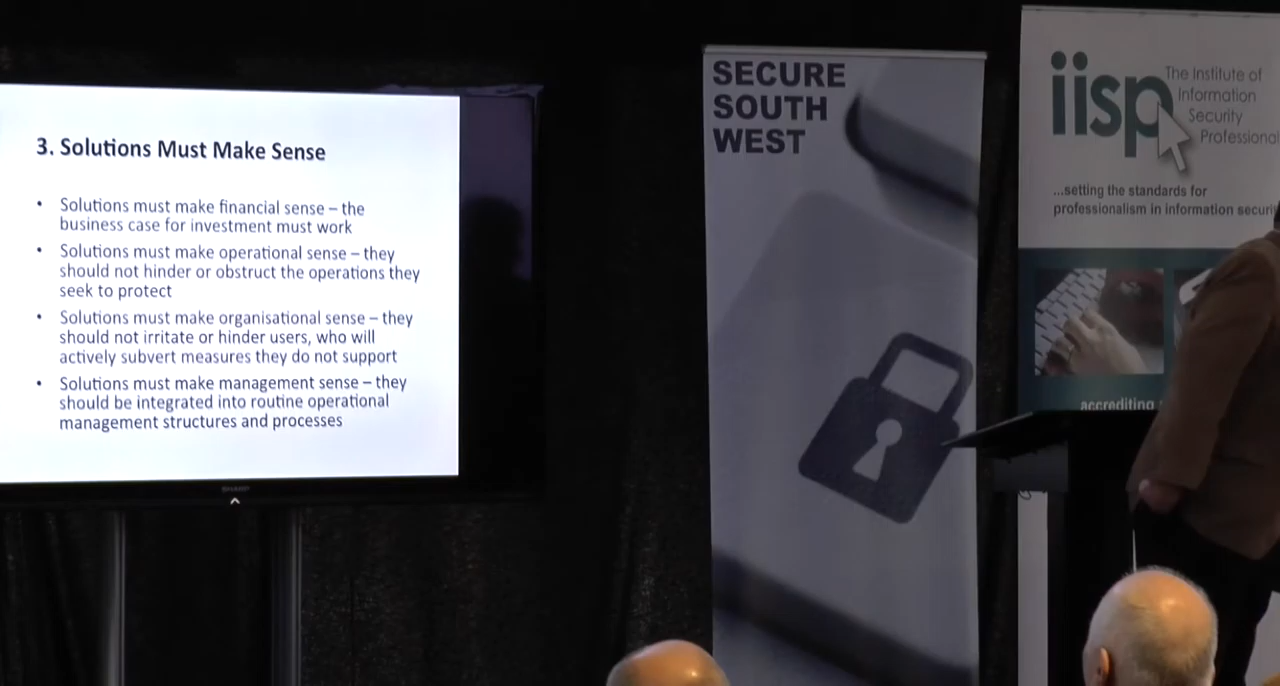 3. Solutions Must Make Sense
• Solutions must make financial sense – the
business case for investment must work
• Solutions must make operational sense – they
should not hinder or obstruct the operations they
seek to protect
• Solutions must make organisational sense – they
should not irritate or hinder users, who will
actively subvert measures they do not support
• Solutions must make management sense – they
should be integrated into routine operational
management structures and processes
SECURE
SOUTH
WEST
iisp
The Institute of
Information
Security
Professional
...setting the standards for
professionalism in information securi
accrediting